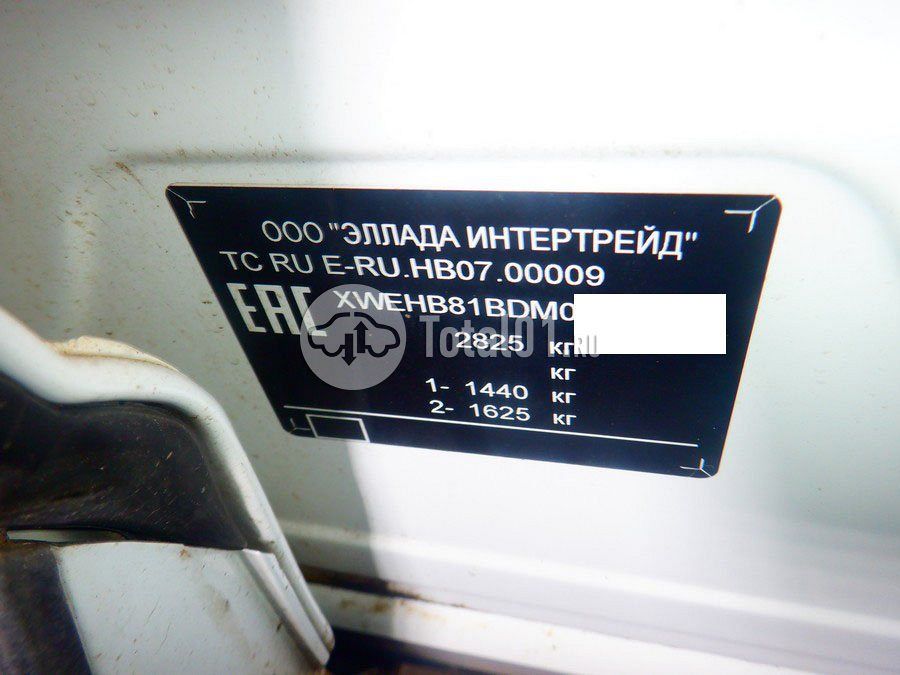 ООО "ЭЛЛАДА ИНТЕРТРЕЙД"
ТС RU E-RU.HB07.00009
EAC XWEHB81BDM0
Total01.RU
2825 кг
кг
1- 1440 кг
2- 1625 кг